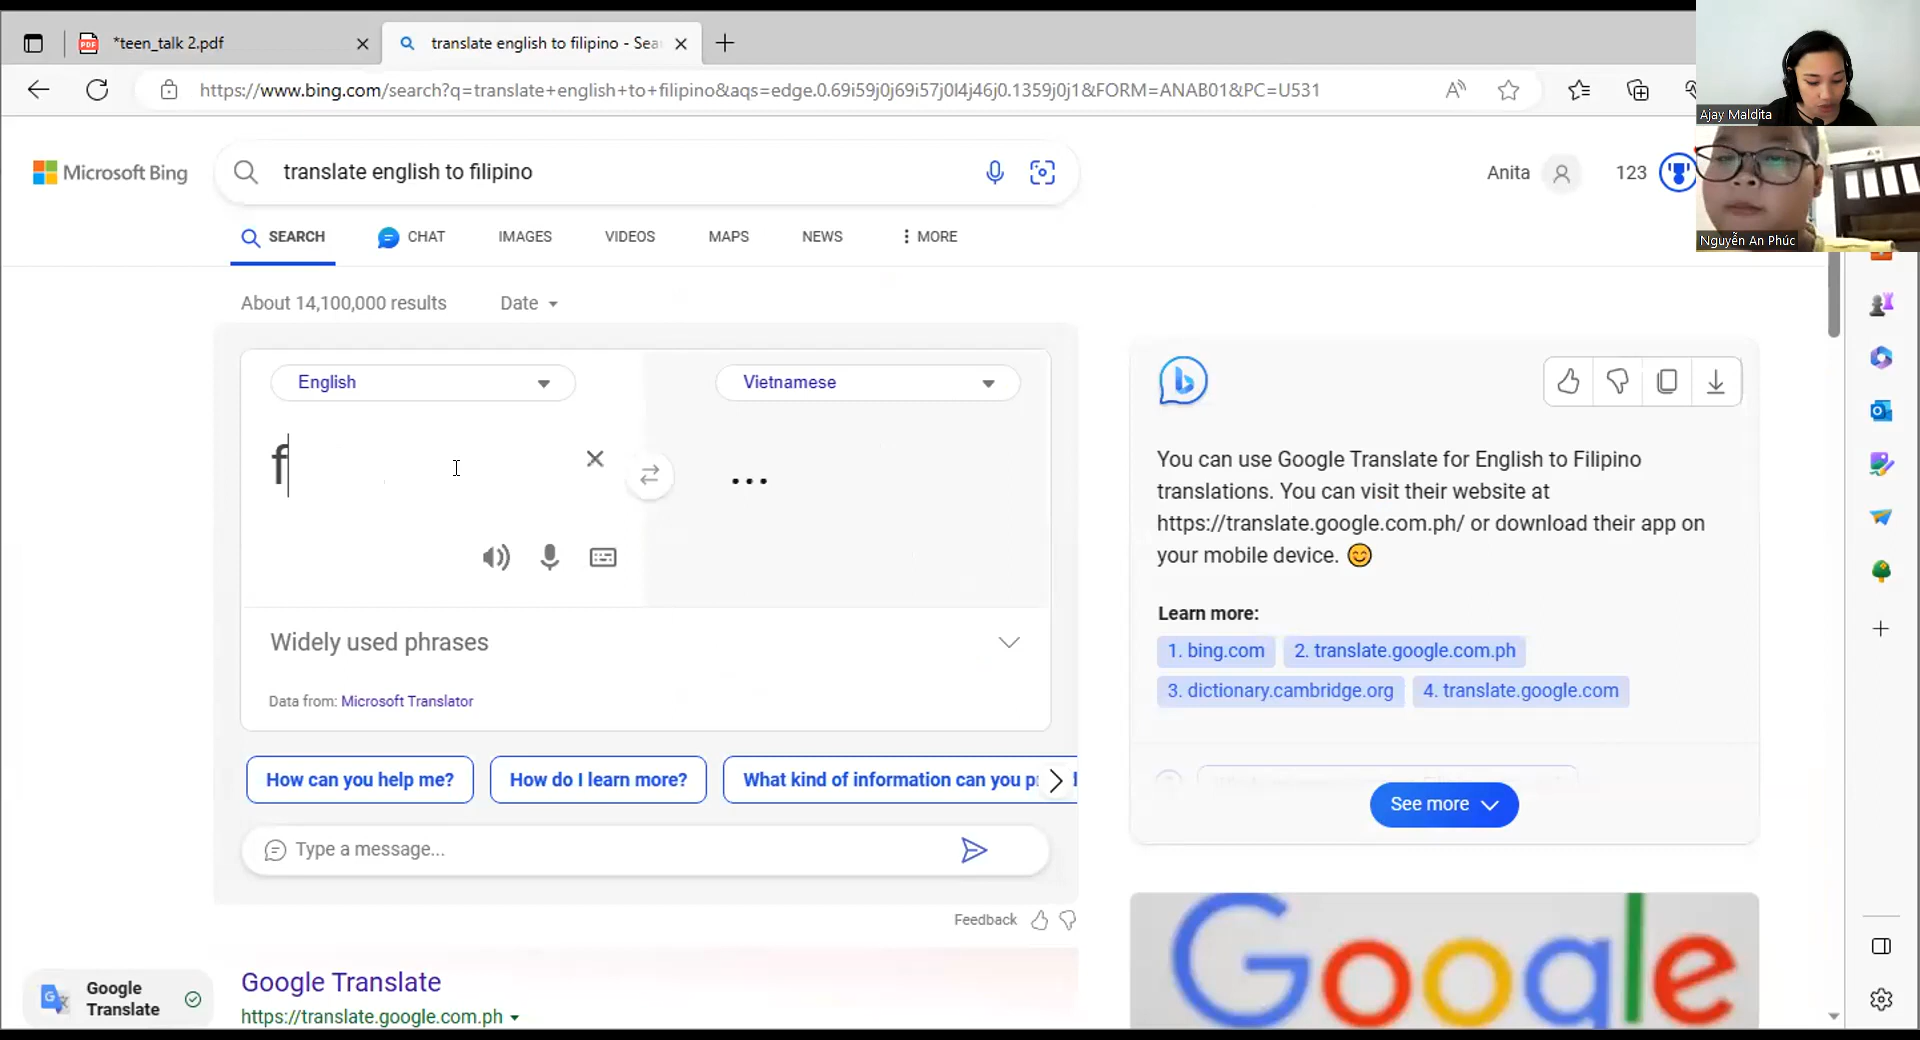 *teen_talk 2.pdf
translate english to filipino - Sea
https://www.bing.com/search?q=translate+english+to+filipino&aqs=edge.0.69i59j0j69i57j0l4j46j0.1359j0j1&FORM=ANAB01&PC=U531
Ajay Maldita
Nguyễn An Phúc
Microsoft Bing
translate english to filipino
Anita
123
SEARCH
CHAT
IMAGES
VIDEOS
MAPS
NEWS
MORE
About 14,100,000 results
Date
English
Vietnamese
f
...
Widely used phrases
Data from: Microsoft Translator
How can you help me?
How do I learn more?
What kind of information can you
Type a message...
Feedback
You can use Google Translate for English to Filipino
translations. You can visit their website at
https://translate.google.com.ph/ or download their app on
your mobile device. 😊
Learn more:
1. bing.com
2. translate.google.com.ph
3. dictionary.cambridge.org
4. translate.google.com
See more
Google
Google
Translate
Google Translate
https://translate.google.com.ph